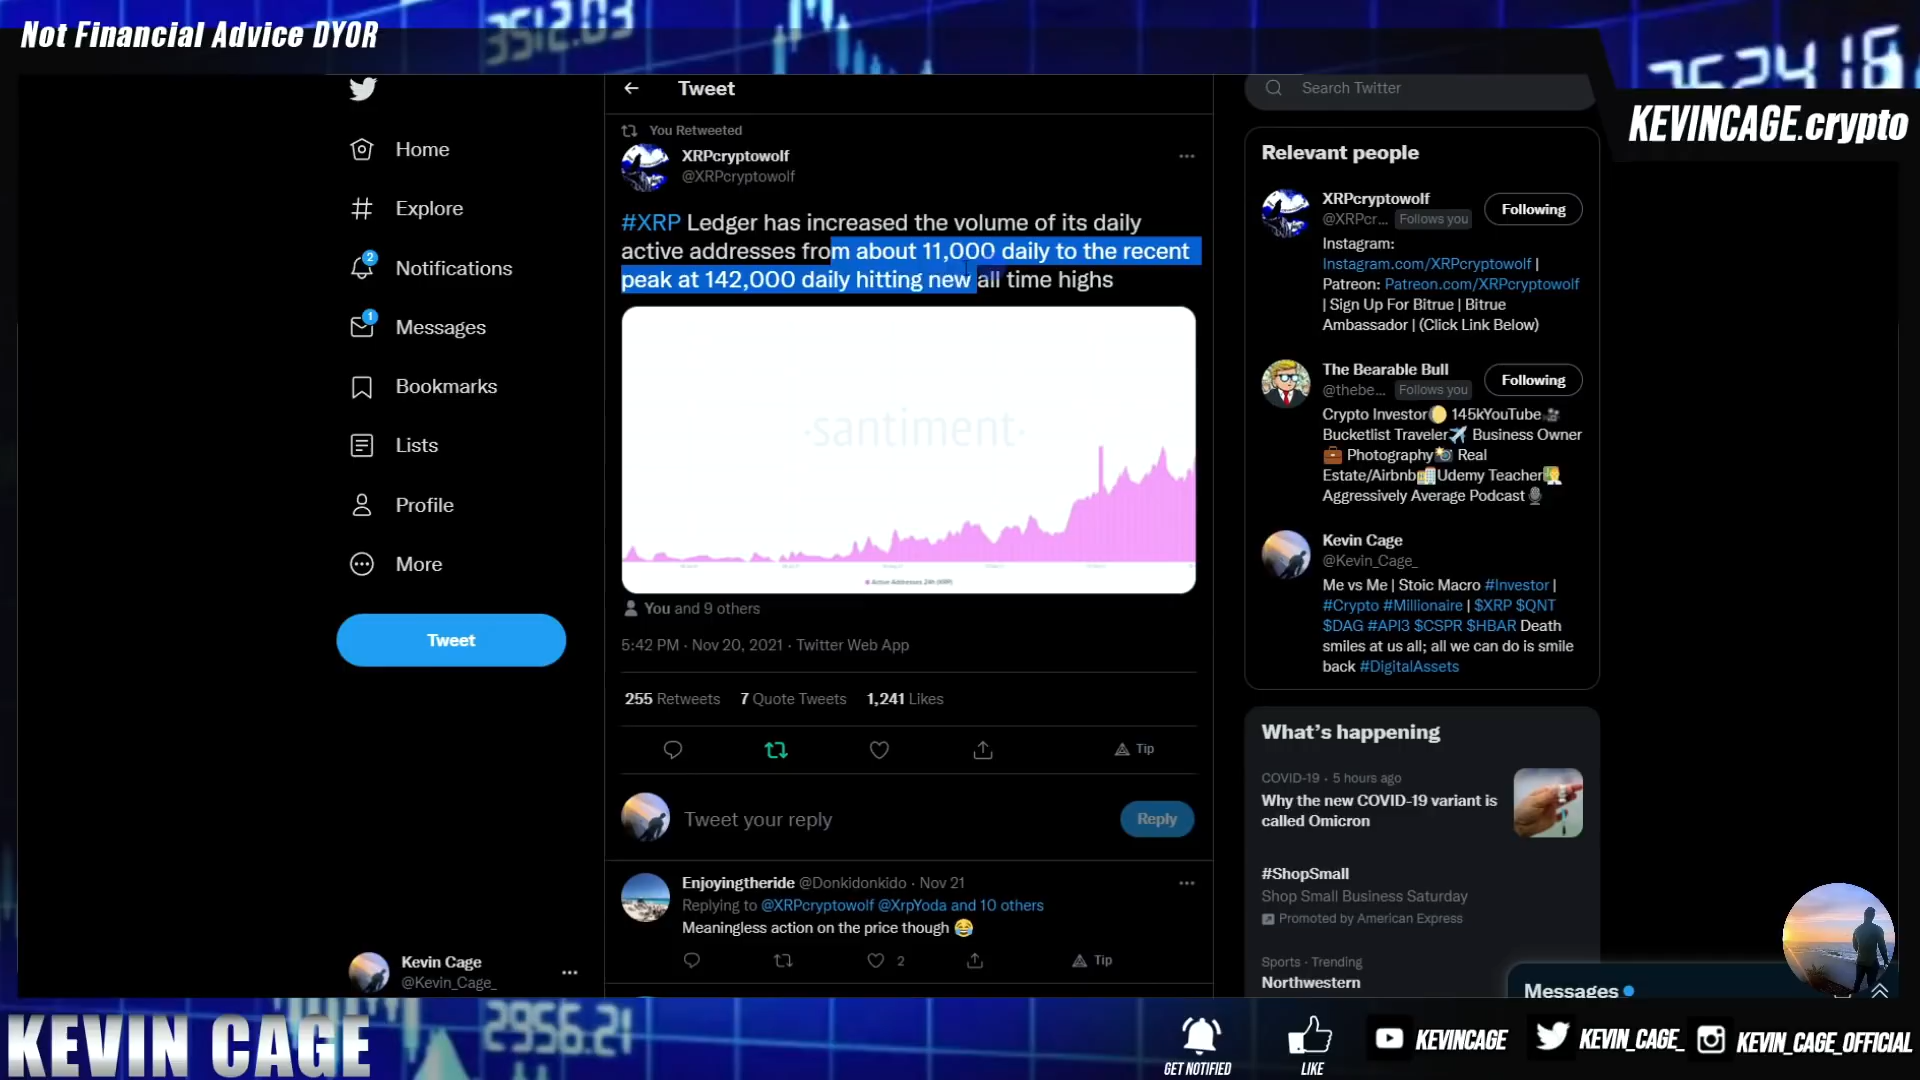 Not Financial Advice DYOR
3512.03
KEVINCAGE.crypto
Home
Explore
2
Notifications
1
Messages
Bookmarks
Lists
Profile
More
Tweet
Kevin Cage
@Kevin_Cage_
Tweet
You Retweeted
XRPcryptowolf
@XRPcryptowolf
#XRP Ledger has increased the volume of its daily
active addresses from about 11,000 daily to the recent
peak at 142,000 daily hitting new all time highs
·santiment·
Active Addresses 24h (XRP)
You and 9 others
5:42 PM · Nov 20, 2021 · Twitter Web App
255 Retweets 7 Quote Tweets 1,241 Likes
Tip
Tweet your reply
Reply
Enjoyingtheride @Donkidonkido · Nov 21
Replying to @XRPcryptowolf @XrpYoda and 10 others
Meaningless action on the price though 😂
2
Tip
Search Twitter
Relevant people
XRPcryptowolf
@XRPcr... Follows you
Following
Instagram:
Instagram.com/XRPcryptowolf |
Patreon: Patreon.com/XRPcryptowolf
| Sign Up For Bitrue | Bitrue
Ambassador | (Click Link Below)
The Bearable Bull
@thebe... Follows you
Following
Crypto Investor🌔 145kYouTube🎥
Bucketlist Traveler✈️ Business Owner
💼 Photography📸 Real
Estate/Airbnb🏨Udemy Teacher👨‍🏫
Aggressively Average Podcast🎙
Kevin Cage
@Kevin_Cage_
Me vs Me | Stoic Macro #Investor |
#Crypto #Millionaire | $XRP $QNT
$DAG #API3 $CSPR $HBAR Death
smiles at us all; all we can do is smile
back #DigitalAssets
What's happening
COVID-19 · 5 hours ago
Why the new COVID-19 variant is
called Omicron
#ShopSmall
Shop Small Business Saturday
Promoted by American Express
Sports · Trending
Northwestern
Messages
KEVIN CAGE
2956.21
GET NOTIFIED
LIKE
KEVINCAGE
KEVIN_CAGE_
KEVIN_CAGE_OFFICIAL